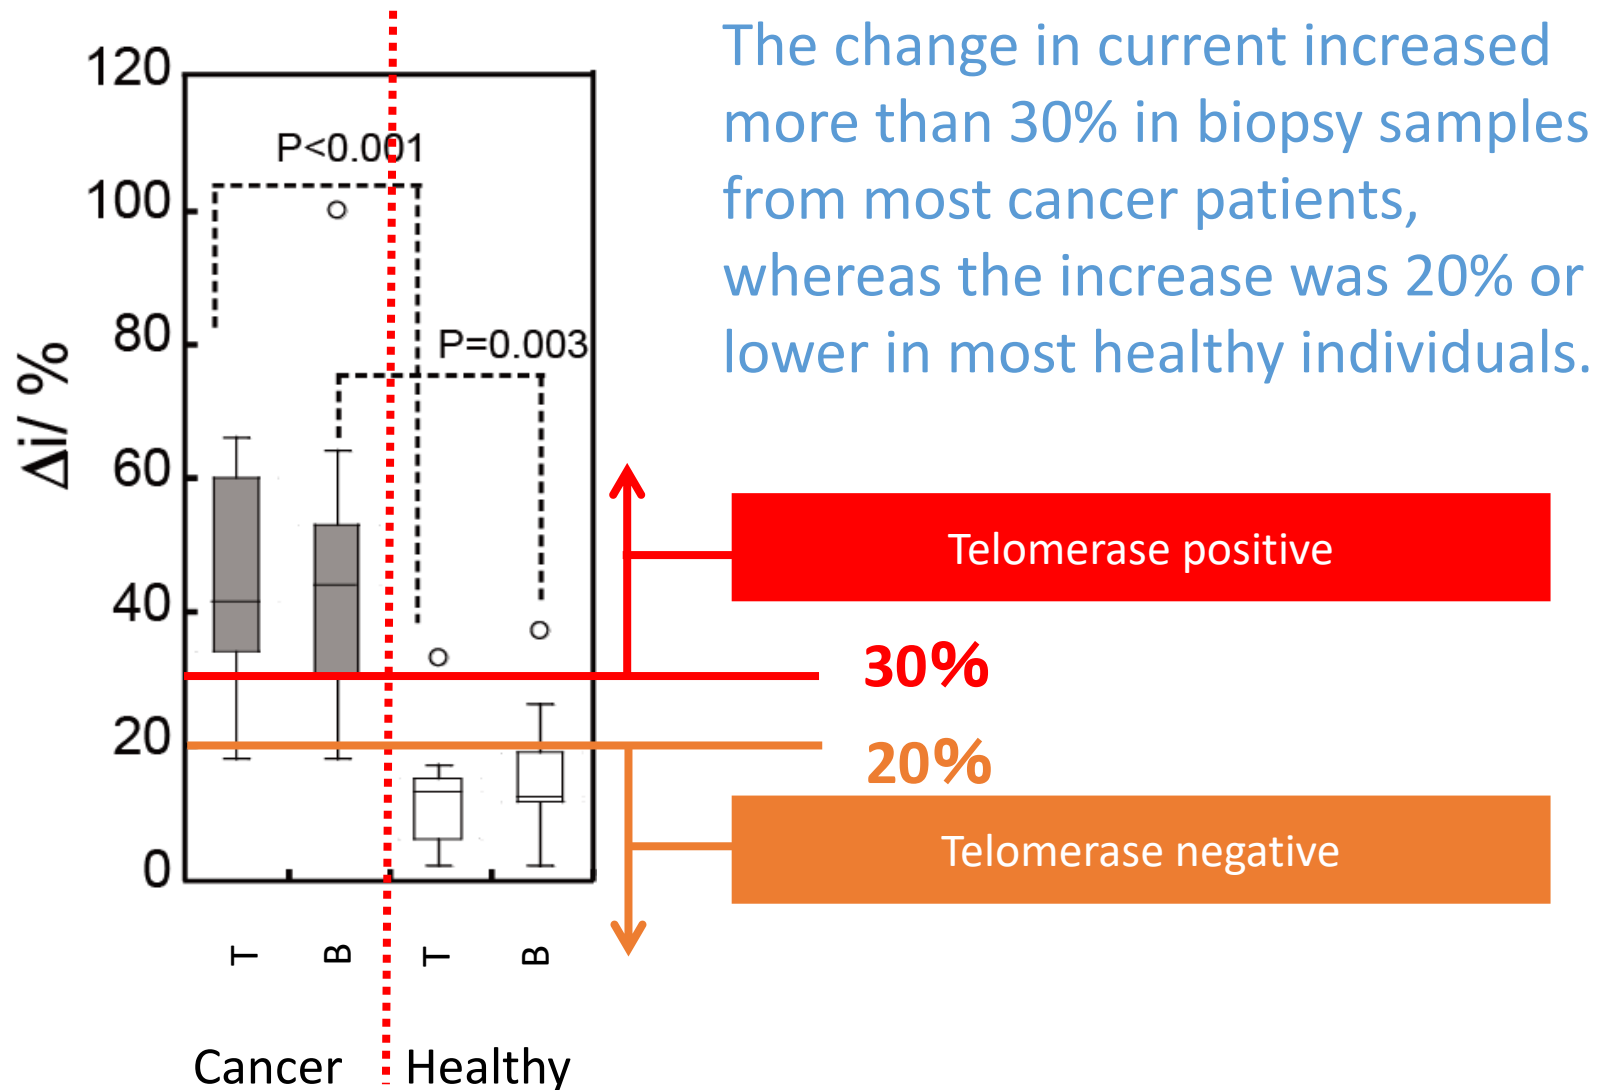 The change in current increased
more than 30% in biopsy samples
from most cancer patients,
whereas the increase was 20% or
lower in most healthy individuals.
120
100
80
60
40
20
0
Δi/ %
P<0.001
P=0.003
Telomerase positive
30%
20%
Telomerase negative
T
B
T
B
Cancer
Healthy